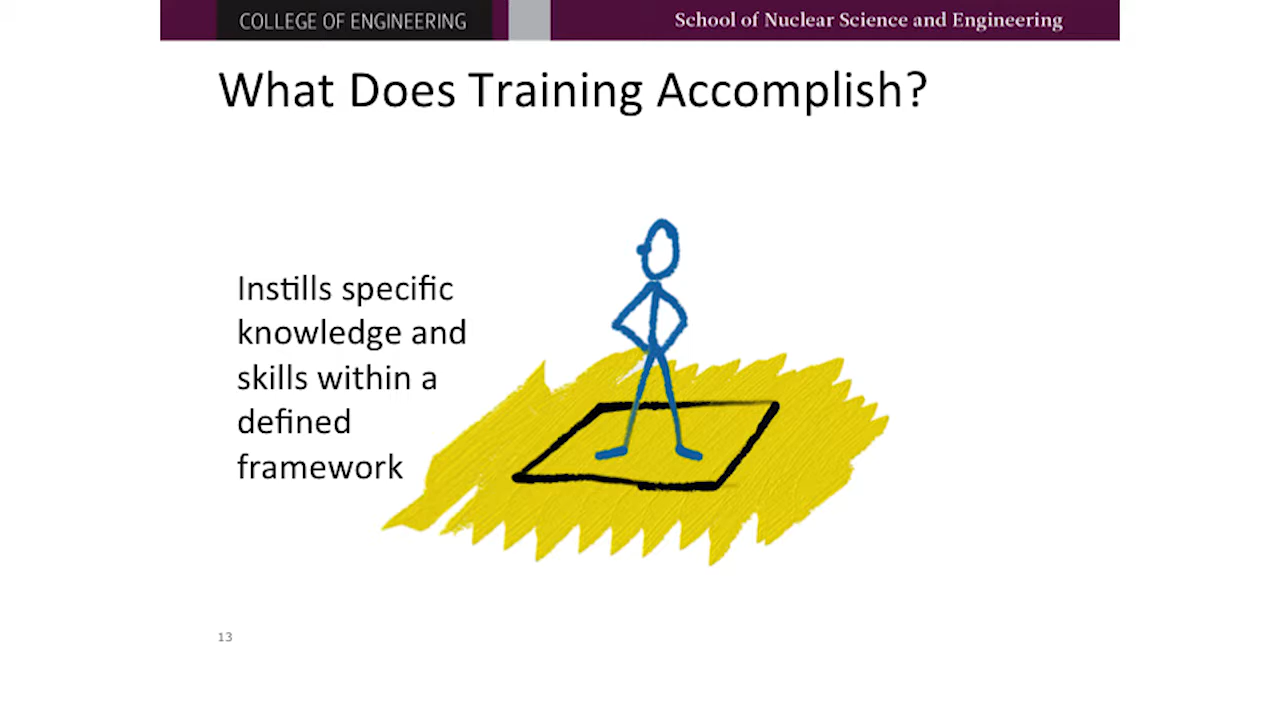 COLLEGE OF ENGINEERING
School of Nuclear Science and Engineering
What Does Training Accomplish?
Instills specific
knowledge and
skills within a
defined
framework
13